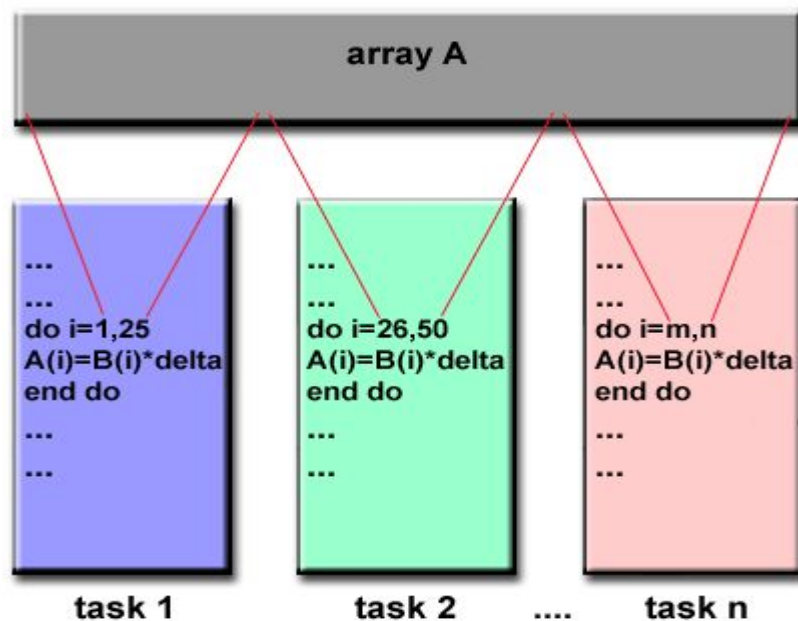 array A
...
...
do i=1,25
A(i)=B(i)*delta
end do
...
...
...
...
do i=26,50
A(i)=B(i)*delta
end do
...
...
...
...
do i=m,n
A(i)=B(i)*delta
end do
...
...
task 1 task 2 .... task n